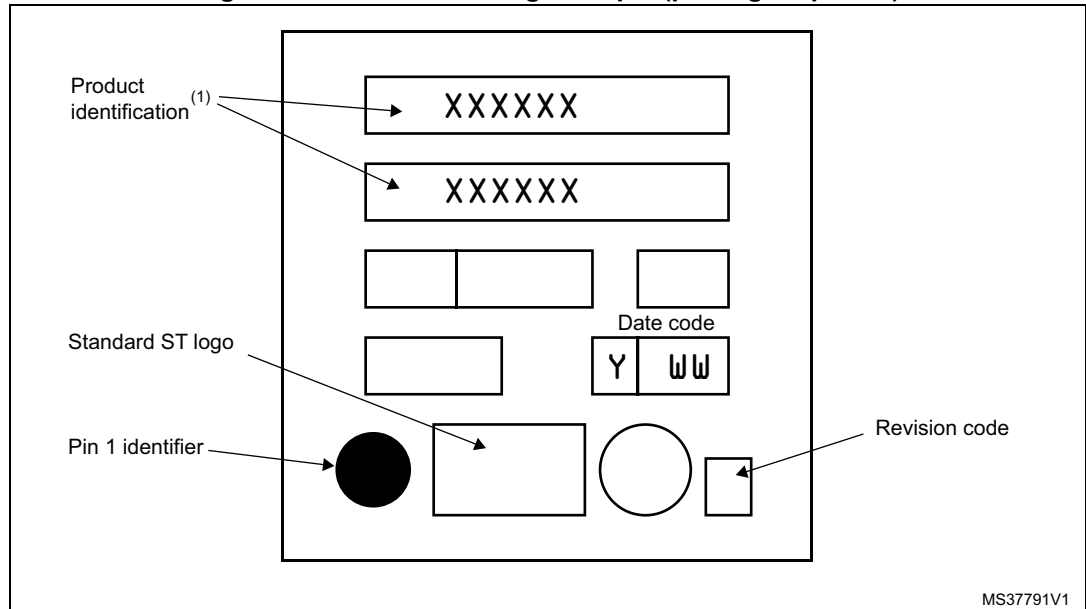 Product
identification (1)
XXXXXX
XXXXXX
Date code
Standard ST logo
Y WW
Pin 1 identifier
Revision code
MS37791V1